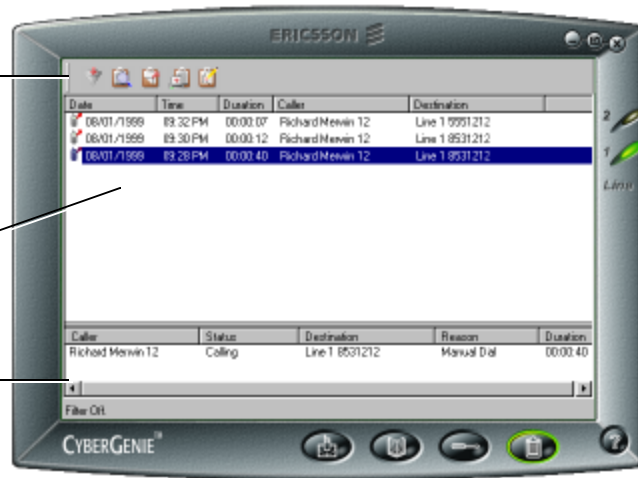 ERICSSON
Date Time Duration Caller Destination
08/01/1999 09:32 PM 00:00:07 Richard Merwin 12 Line 1 5551212
08/01/1999 09:30 PM 00:00:12 Richard Merwin 12 Line 1 8531212
08/01/1999 09:28 PM 00:00:40 Richard Merwin 12 Line 1 8531212
2
1
Line
Caller Status Destination Reason Duration
Richard Merwin 12 Calling Line 1 8531212 Manual Dial 00:00:40
Filter Off.
CYBERGENIE™
?